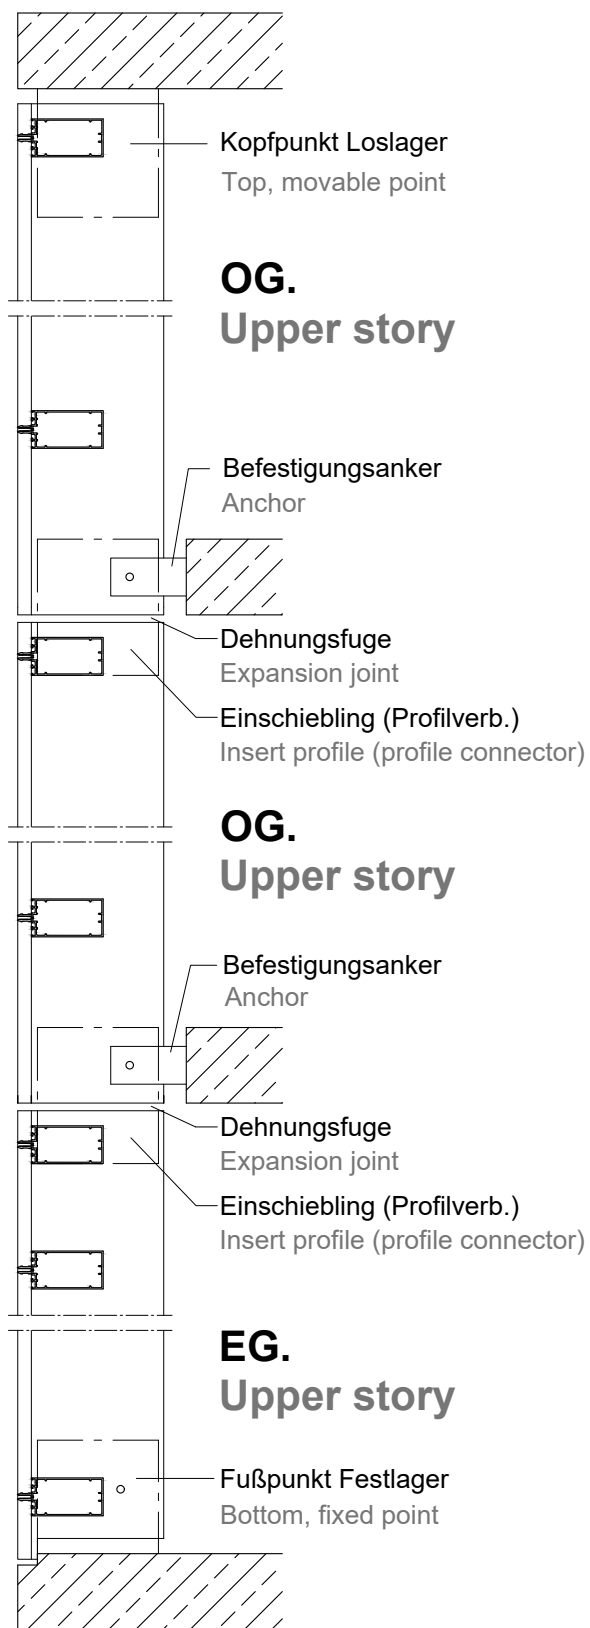 Kopfpunkt Loslager
Top, movable point
OG.
Upper story
Befestigungsanker
Anchor
Dehnungsfuge
Expansion joint
Einschiebling (Profilverb.)
Insert profile (profile connector)
OG.
Upper story
Befestigungsanker
Anchor
Dehnungsfuge
Expansion joint
Einschiebling (Profilverb.)
Insert profile (profile connector)
EG.
Upper story
Fußpunkt Festlager
Bottom, fixed point